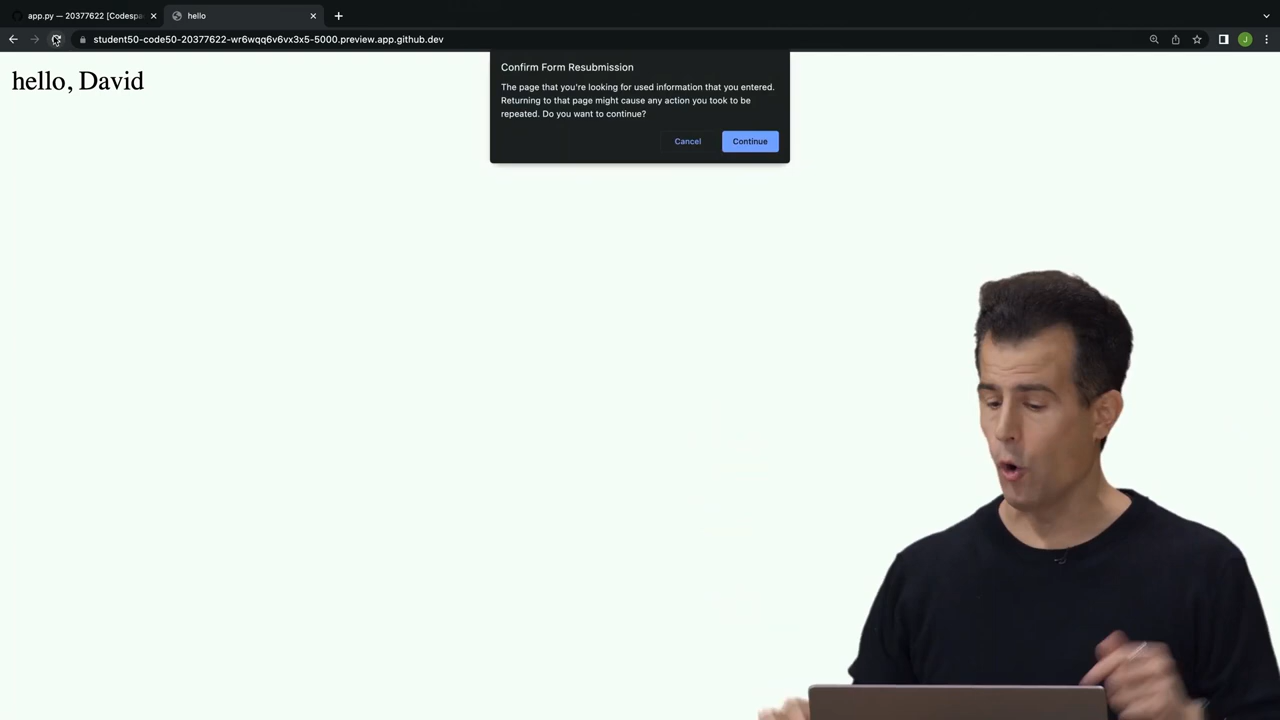 app.py — 20377622 [Codespa
hello
student50-code50-20377622-wr6wqq6v6vx3x5-5000.preview.app.github.dev
J
hello, David
Confirm Form Resubmission
The page that you're looking for used information that you entered.
Returning to that page might cause any action you took to be
repeated. Do you want to continue?
Cancel
Continue